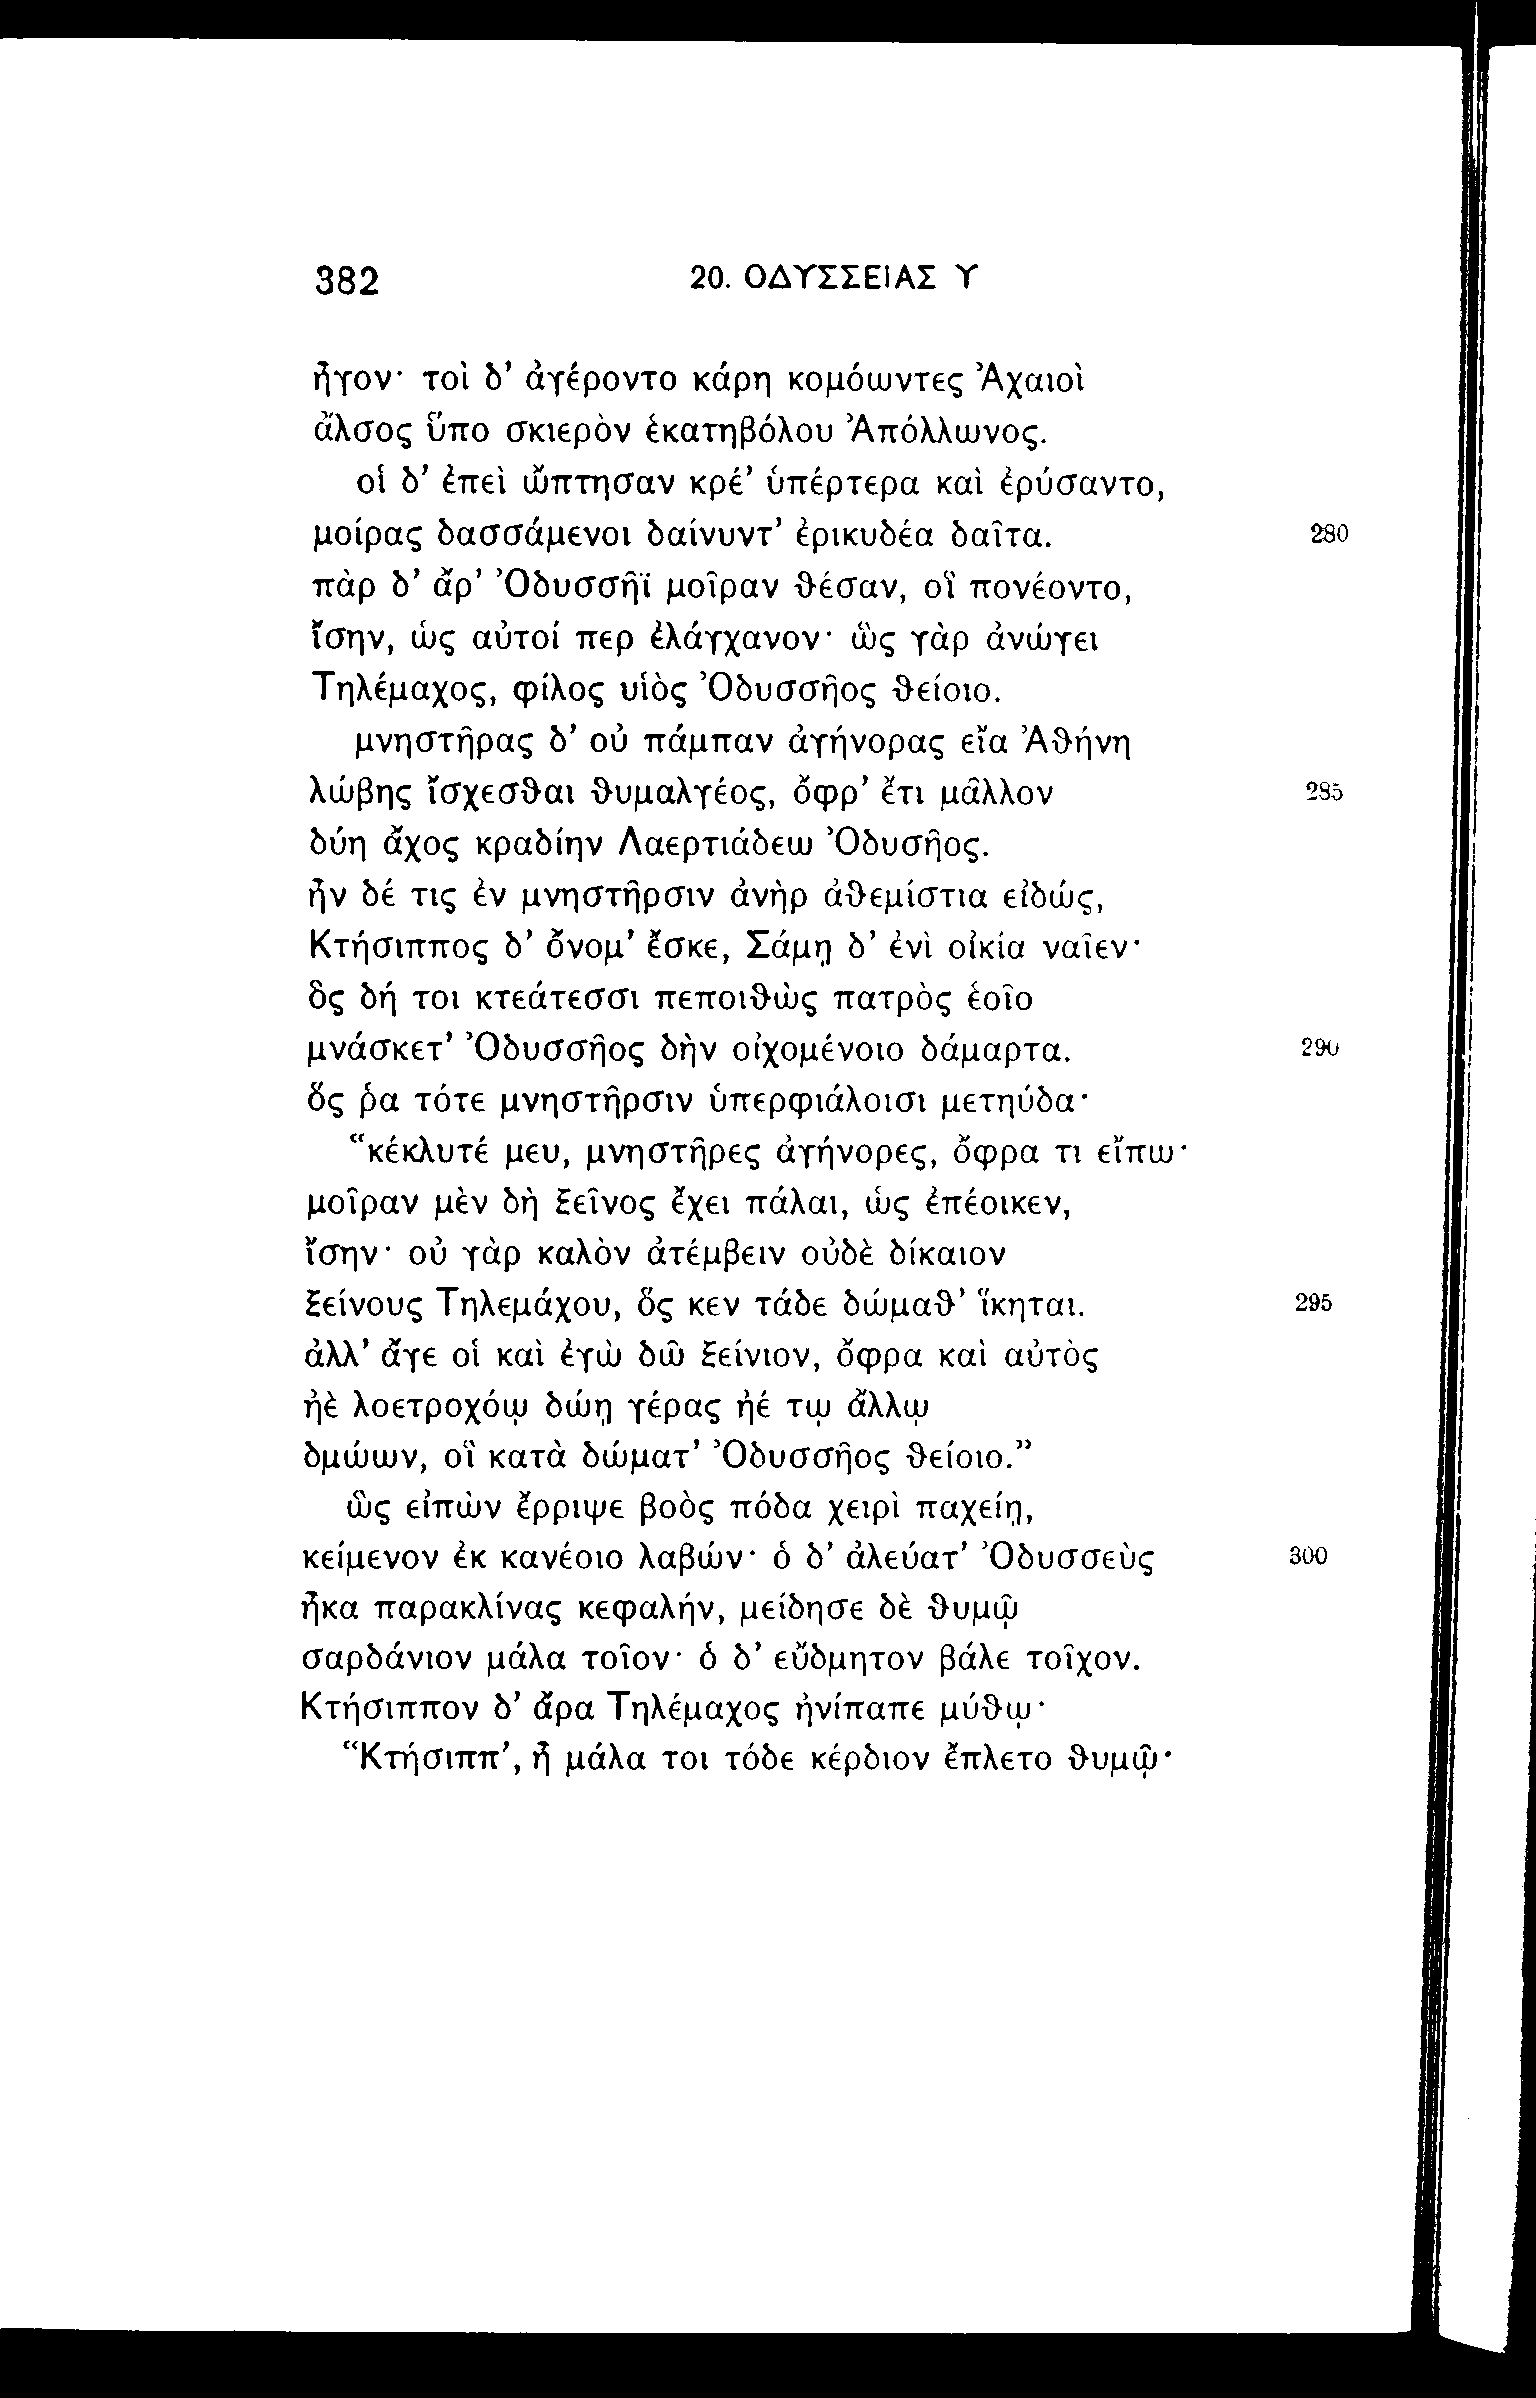 382 20. ΟΔΥΣΣΕΙΑΣ Υ
ἦγον· τοὶ δ’ ἀγέροντο κάρη κομόωντες Ἀχαιοὶ
ἄλσος ὕπο σκιερὸν ἑκατηβόλου Ἀπόλλωνος.
οἱ δ’ ἐπεὶ ὤπτησαν κρέ’ ὑπέρτερα καὶ ἐρύσαντο,
μοίρας δασσάμενοι δαίνυντ’ ἐρικυδέα δαῖτα. 280
πὰρ δ’ ἄρ’ Ὀδυσσῆϊ μοῖραν θέσαν, οἳ πονέοντο,
ἴσην, ὡς αὐτοί περ ἐλάγχανον· ὣς γὰρ ἀνώγει
Τηλέμαχος, φίλος υἱὸς Ὀδυσσῆος θείοιο.
μνηστῆρας δ’ οὐ πάμπαν ἀγήνορας εἴα Ἀθήνη
λώβης ἴσχεσθαι θυμαλγέος, ὄφρ’ ἔτι μᾶλλον 285
δύη ἄχος κραδίην Λαερτιάδεω Ὀδυσῆος.
ἦν δέ τις ἐν μνηστῆρσιν ἀνὴρ ἀθεμίστια εἰδώς,
Κτήσιππος δ’ ὄνομ’ ἔσκε, Σάμῃ δ’ ἐνὶ οἰκία ναῖεν·
ὃς δή τοι κτεάτεσσι πεποιθὼς πατρὸς ἑοῖο
μνάσκετ’ Ὀδυσσῆος δὴν οἰχομένοιο δάμαρτα. 290
ὅς ῥα τότε μνηστῆρσιν ὑπερφιάλοισι μετηύδα·
“κέκλυτέ μευ, μνηστῆρες ἀγήνορες, ὄφρα τι εἴπω·
μοῖραν μὲν δὴ ξεῖνος ἔχει πάλαι, ὡς ἐπέοικεν,
ἴσην· οὐ γὰρ καλὸν ἀτέμβειν οὐδὲ δίκαιον
ξείνους Τηλεμάχου, ὅς κεν τάδε δώμαθ’ ἵκηται. 295
ἀλλ’ ἄγε οἱ καὶ ἐγὼ δῶ ξείνιον, ὄφρα καὶ αὐτὸς
ἠὲ λοετροχόῳ δώῃ γέρας ἠέ τῳ ἄλλῳ
δμώων, οἳ κατὰ δώματ’ Ὀδυσσῆος θείοιο.”
ὣς εἰπὼν ἔρριψε βοὸς πόδα χειρὶ παχείῃ,
κείμενον ἐκ κανέοιο λαβών· ὁ δ’ ἀλεύατ’ Ὀδυσσεὺς 300
ἦκα παρακλίνας κεφαλήν, μείδησε δὲ θυμῷ
σαρδάνιον μάλα τοῖον· ὁ δ’ εὔδμητον βάλε τοῖχον.
Κτήσιππον δ’ ἄρα Τηλέμαχος ἠνίπαπε μύθῳ·
“Κτήσιππ’, ἦ μάλα τοι τόδε κέρδιον ἔπλετο θυμῷ·